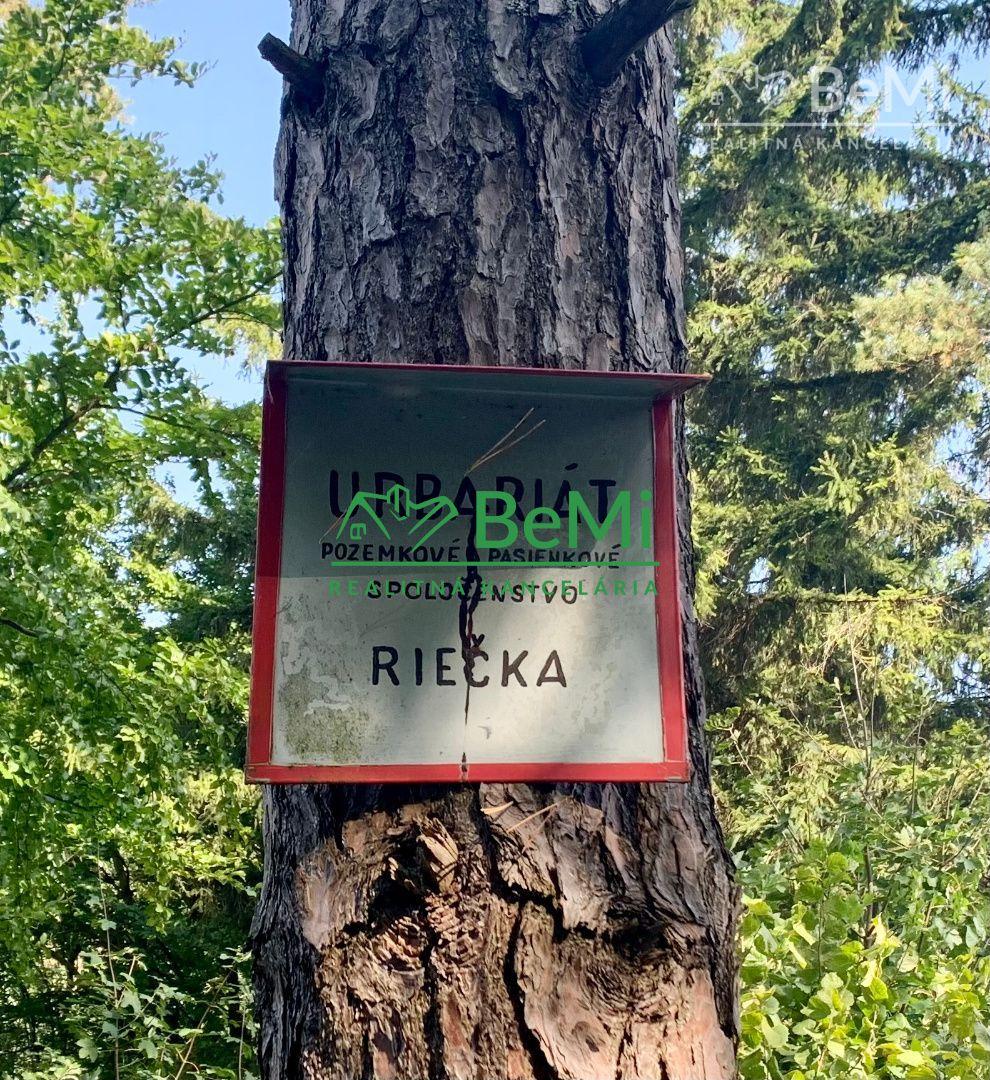 BeMi
REALITNÁ KANCELÁRIA
URBARIÁT
BeMi
POZEMKOVÉ PASIENKOVÉ
REALITNÁ KANCELÁRIA
SPOLOČENSTVO
RIEČKA